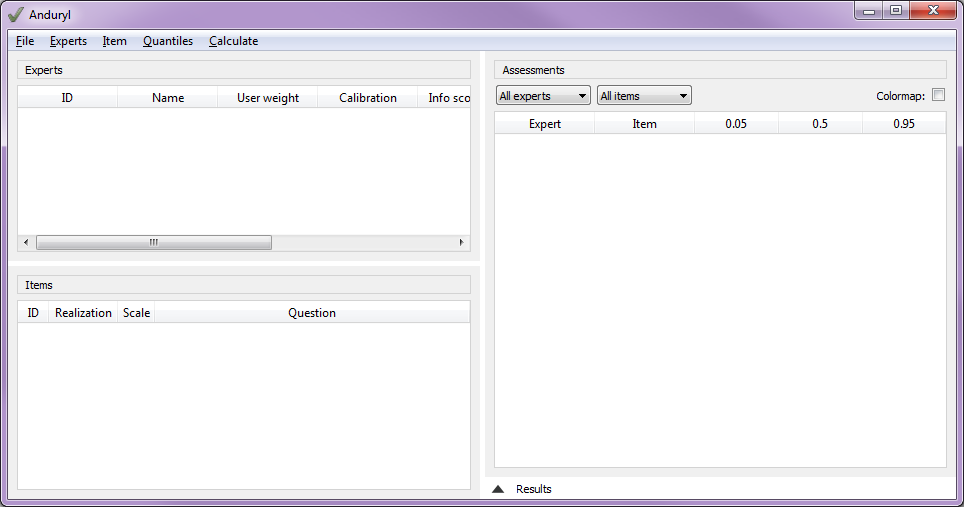 Anduryl
File Experts Item Quantiles Calculate
Experts
ID Name User weight Calibration Info sco
Items
ID Realization Scale Question
Assessments
All experts All items Colormap:
Expert Item 0.05 0.5 0.95
Results